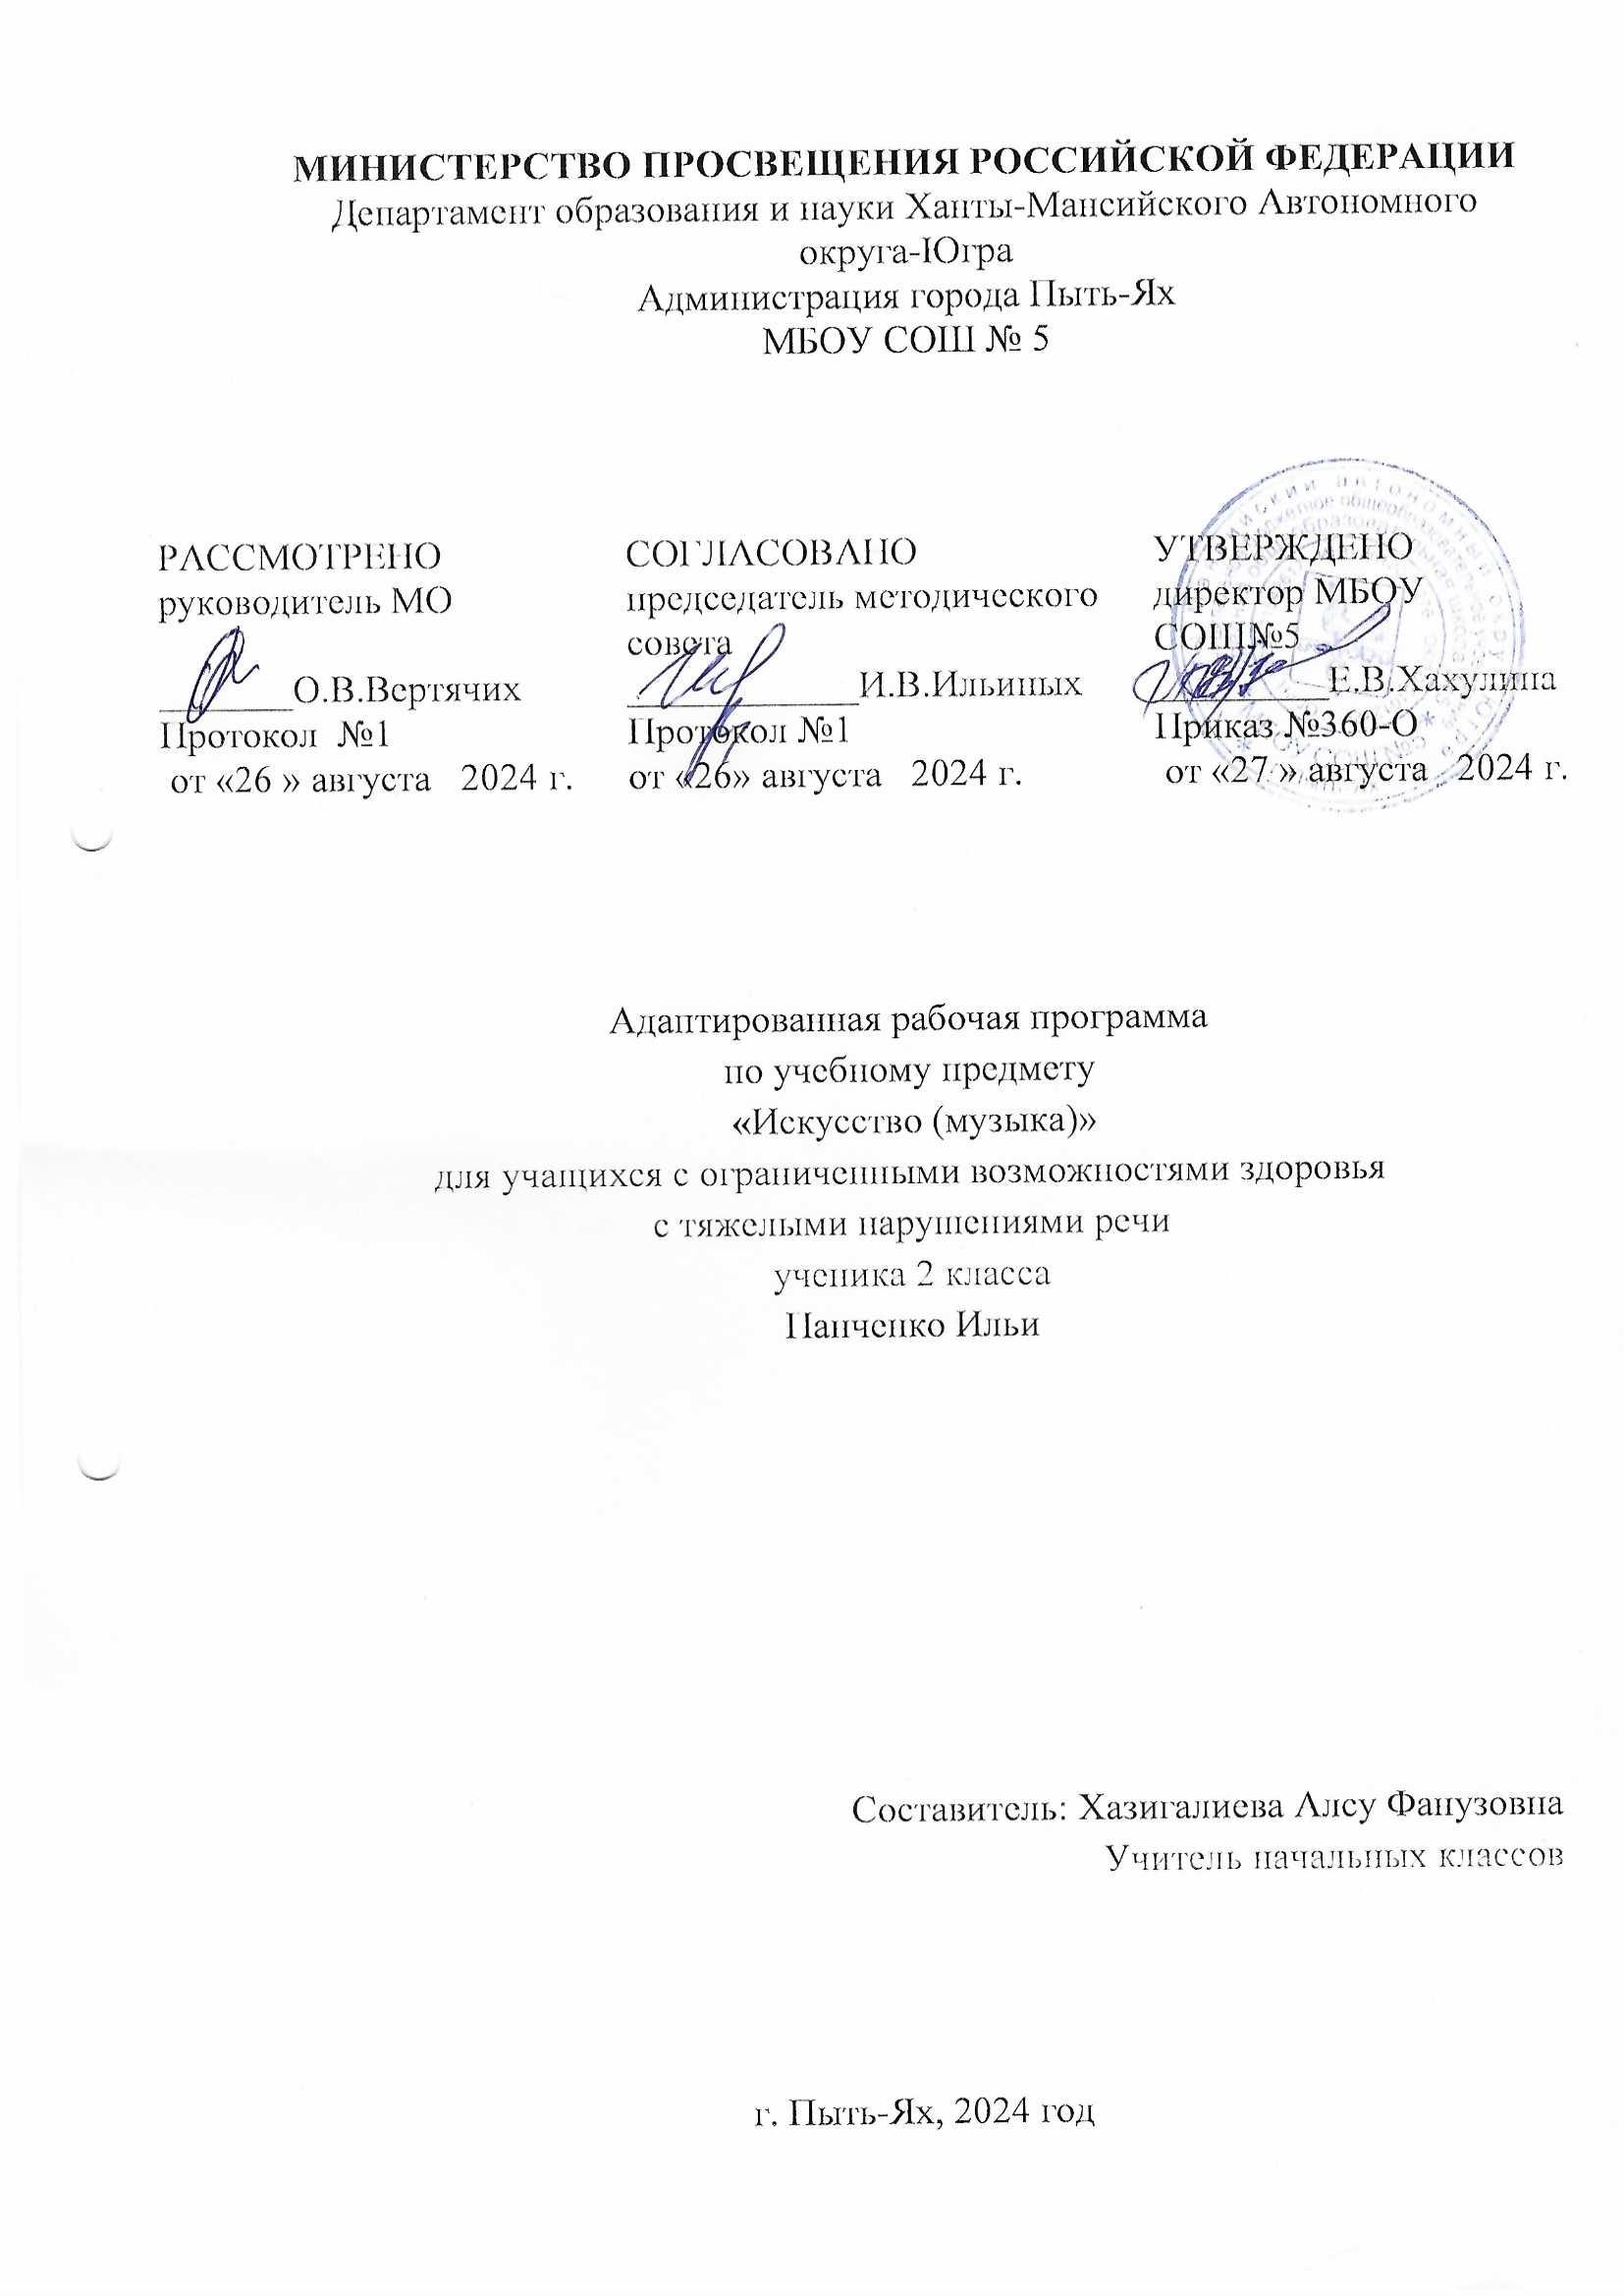 МИНИСТЕРСТВО ПРОСВЕЩЕНИЯ РОССИЙСКОЙ ФЕДЕРАЦИИ
Департамент образования и науки Ханты-Мансийского Автономного
округа-Югра
Администрация города Пыть-Ях
МБОУ СОШ № 5
РАССМОТРЕНО
руководитель МО
_______О.В.Вертячих
Протокол №1
от «26 » августа 2024 г.
СОГЛАСОВАНО
председатель методического
совета
____________И.В.Ильиных
Протокол №1
от «26» августа 2024 г.
УТВЕРЖДЕНО
директор МБОУ
СОШ№5
_________Е.В.Хахулина
Приказ №360-О
от «27 » августа 2024 г.
Адаптированная рабочая программа
по учебному предмету
«Искусство (музыка)»
для учащихся с ограниченными возможностями здоровья
с тяжелыми нарушениями речи
ученика 2 класса
Панченко Ильи
Составитель: Хазигалиева Алсу Фанузовна
Учитель начальных классов
г. Пыть-Ях, 2024 год